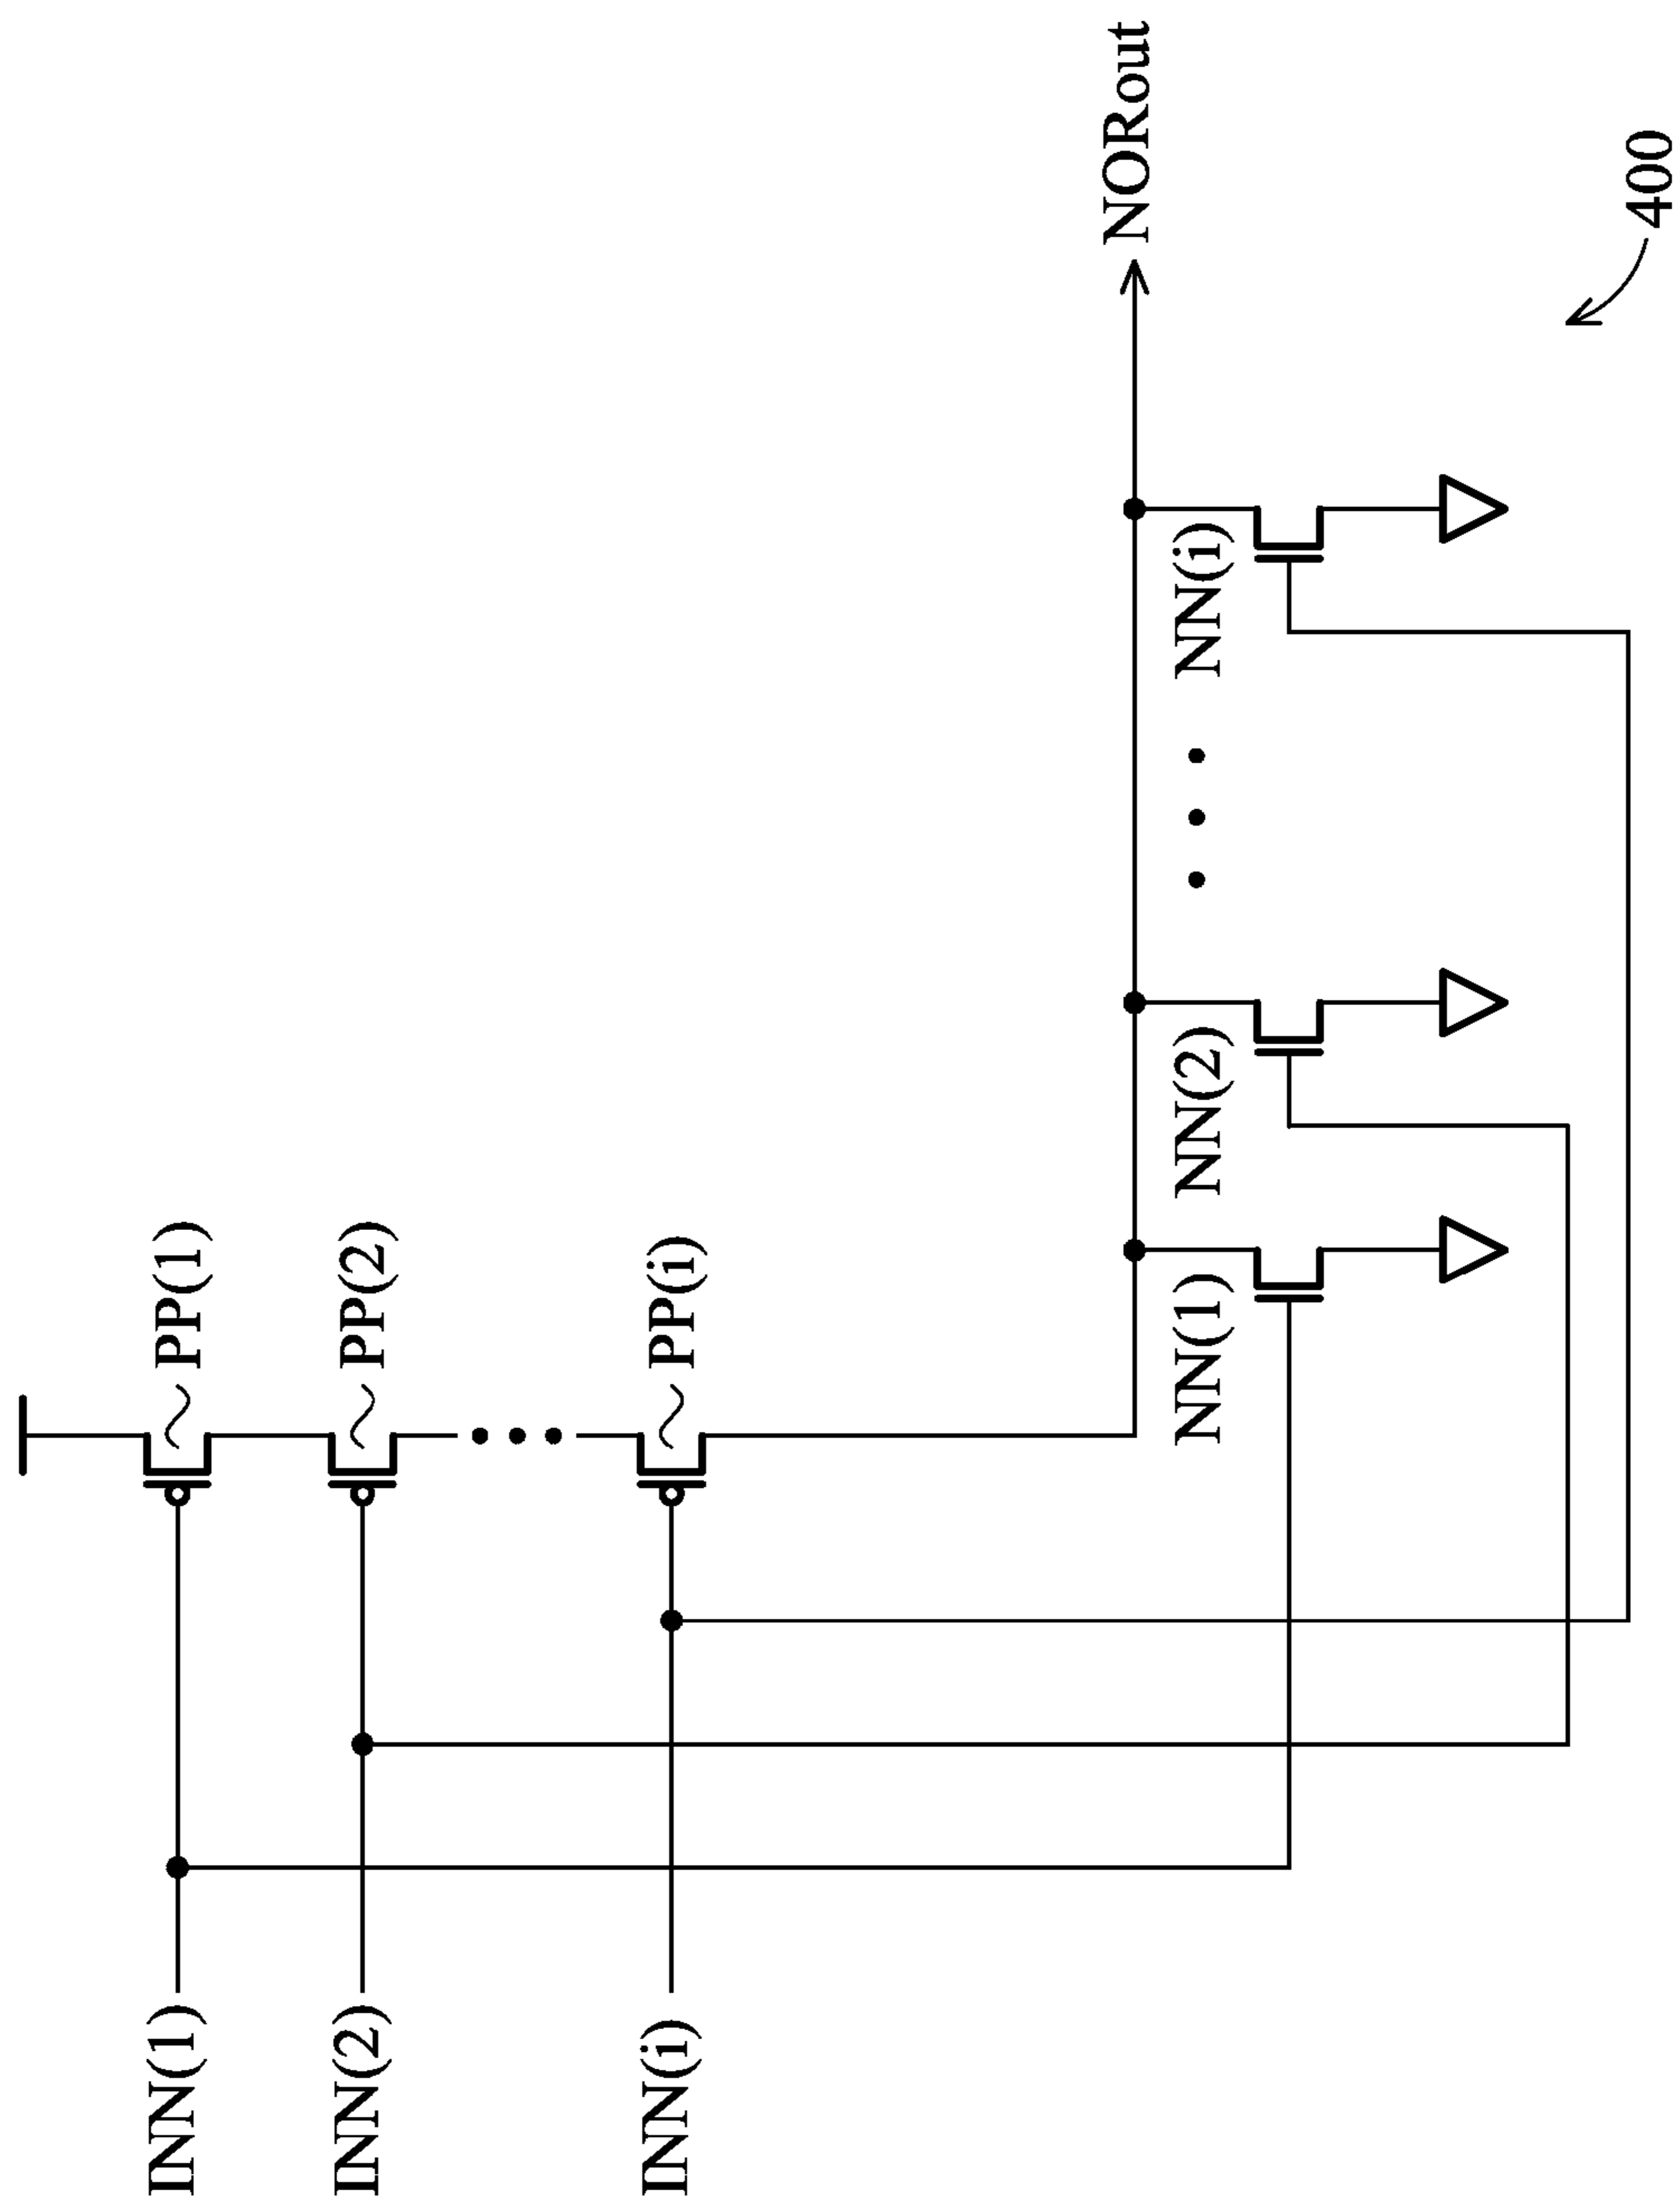 INN(1)
PP(1)
INN(2)
PP(2)
INN(i)
PP(i)
NORout
NN(1)
NN(2)
NN(i)
400